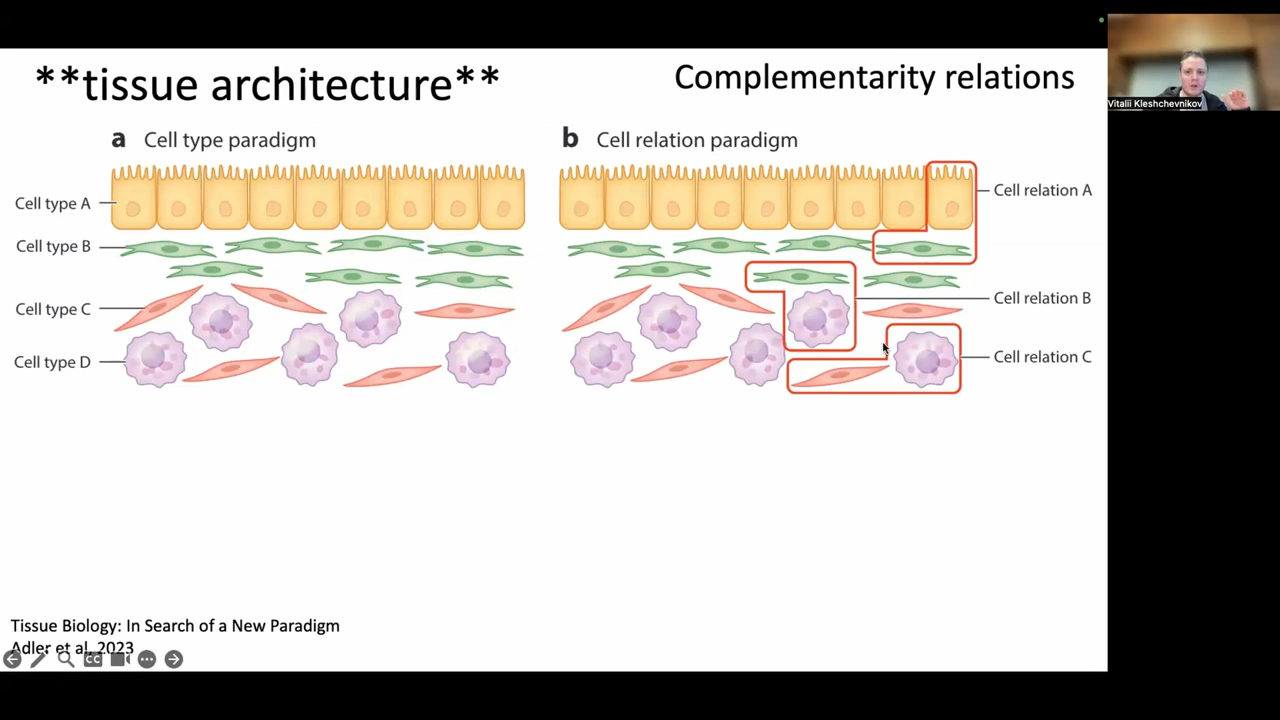 **tissue architecture**
Complementarity relations
a Cell type paradigm
b Cell relation paradigm
Cell type A
Cell type B
Cell type C
Cell type D
Cell relation A
Cell relation B
Cell relation C
Tissue Biology: In Search of a New Paradigm
Adler et al, 2023
CC
Vitalii Kleshchevnikov